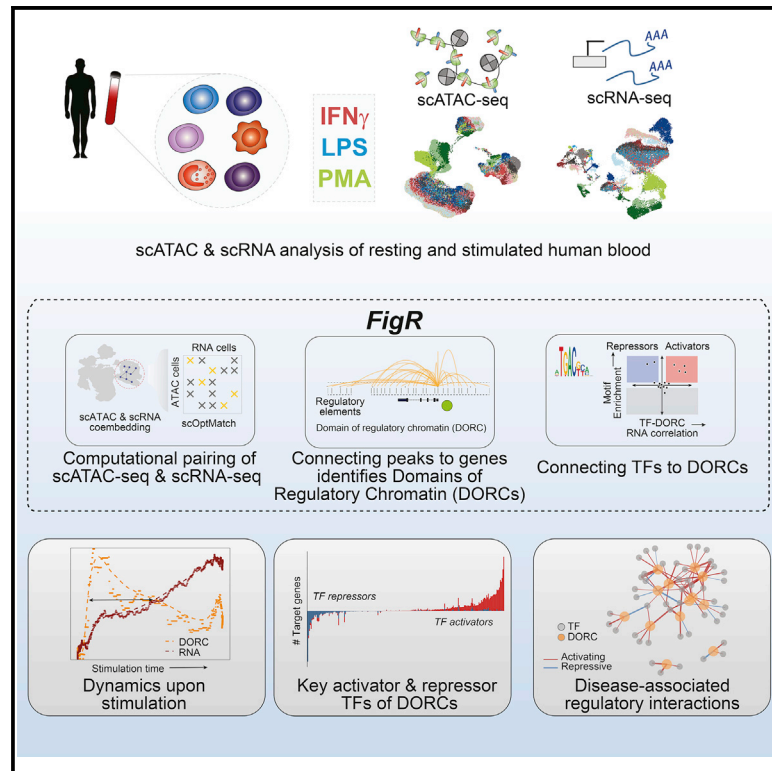 AAA
AAA
scATAC-seq
scRNA-seq
IFNγ
LPS
PMA
scATAC & scRNA analysis of resting and stimulated human blood
FigR
RNA cells
ATAC cells
scATAC & scRNA
coembedding
scOptMatch
Computational pairing of
scATAC-seq & scRNA-seq
Regulatory
elements
Domain of regulatory chromatin (DORC)
Connecting peaks to genes
identifies Domains of
Regulatory Chromatin (DORCs)
Repressors
Activators
Motif
Enrichment
TF-DORC
RNA correlation
Connecting TFs to DORCs
DORC
RNA
Stimulation time
Dynamics upon
stimulation
# Target genes
TF repressors
TF activators
Key activator & repressor
TFs of DORCs
TF
DORC
Activating
Repressive
Disease-associated
regulatory interactions